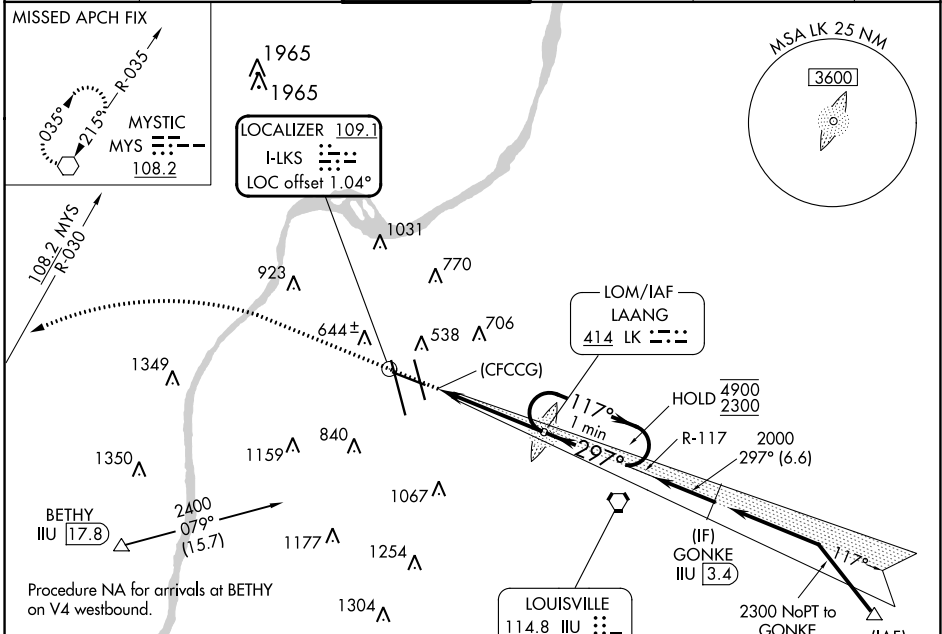 MISSED APCH FIX
R-035
035°
215°
MYSTIC
MYS
108.2
1965
1965
LOCALIZER 109.1
I-LKS
LOC offset 1.04°
MSA LK 25 NM
3600
108.2 MYS
R-030
1031
770
923
644±
538
706
LOM/IAF
LAANG
414 LK
(CFCCG)
1349
117°
1 min
297°
HOLD 4900
2300
R-117
2000
297° (6.6)
1350
1159
840
1067
BETHY
IIU 17.8
2400
079°
(15.7)
1177
1254
(IF)
GONKE
IIU 3.4
117°
Procedure NA for arrivals at BETHY
on V4 westbound.
1304
LOUISVILLE
114.8 IIU
2300 NoPT to
GONKE
(IAF)